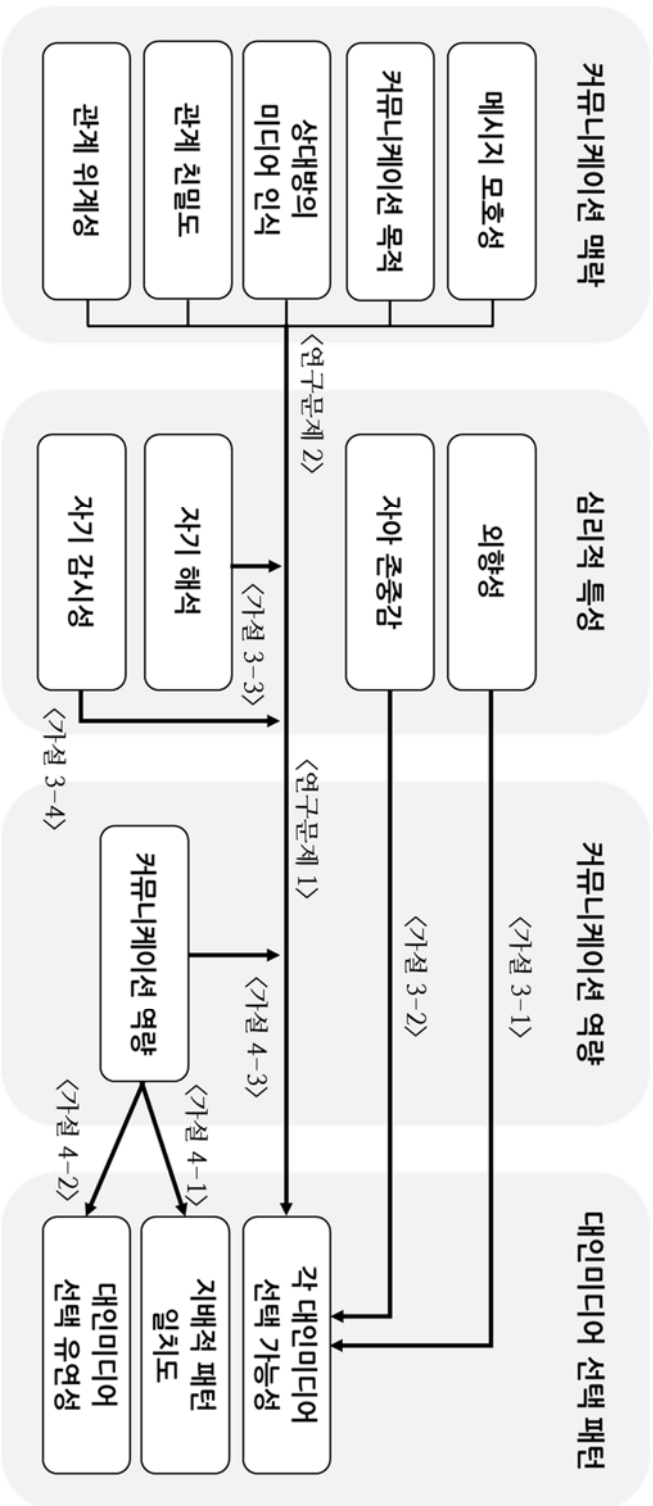 커뮤니케이션 맥락
메시지 모호성
커뮤니케이션 목적
상대방의
미디어 인식
관계 친밀도
관계 위계성
<연구문제 2>
심리적 특성
외향성
자아 존중감
자기 해석
자기 감시성
<가설 3-3>
<가설 3-4>
<연구문제 1>
커뮤니케이션 역량
<가설 3-1>
<가설 3-2>
커뮤니케이션 역량
<가설 4-3>
<가설 4-1>
<가설 4-2>
대인미디어 선택 패턴
각 대인미디어
선택 가능성
지배적 패턴
일치도
대인미디어
선택 유연성